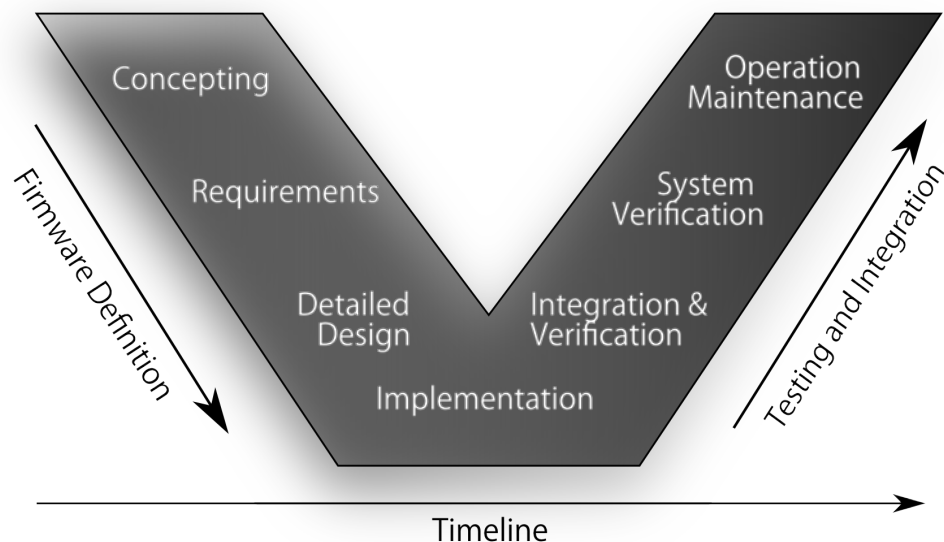 Concepting
Requirements
Detailed
Design
Implementation
Integration &
Verification
System
Verification
Operation
Maintenance
Firmware Definition
Testing and Integration
Timeline